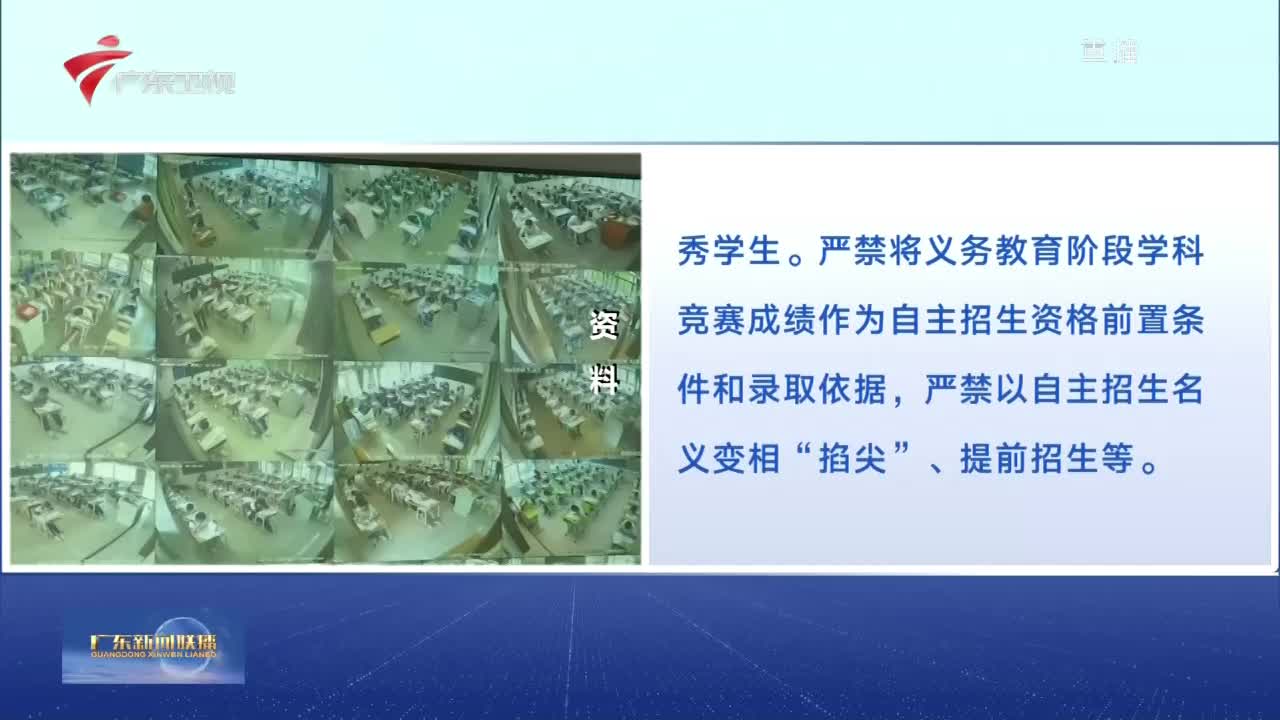 广东卫视
重播
资
料
秀学生。严禁将义务教育阶段学科
竞赛成绩作为自主招生资格前置条
件和录取依据，严禁以自主招生名
义变相“掐尖”、提前招生等。
广东新闻联播
GUANGDONG XINWEN LIANBO